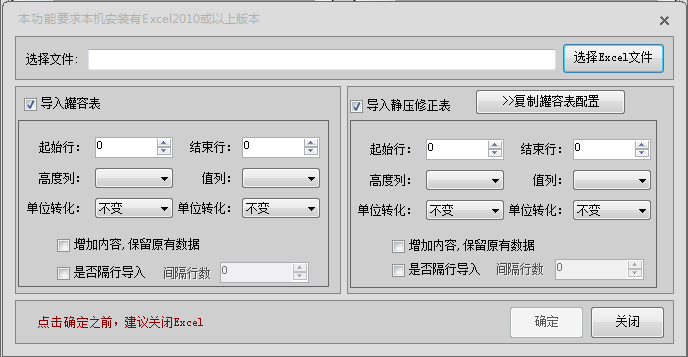 本功能要求本机安装有Excel2010或以上版本
选择文件: 选择Excel文件
导入罐容表
起始行: 0 结束行: 0
高度列: 值列:
单位转化: 不变 单位转化: 不变
增加内容,保留原有数据
是否隔行导入 间隔行数 0
导入静压修正表 >>复制罐容表配置
起始行: 0 结束行: 0
高度列: 值列:
单位转化: 不变 单位转化: 不变
增加内容,保留原有数据
是否隔行导入 间隔行数 0
点击确定之前,建议关闭Excel 确定 关闭